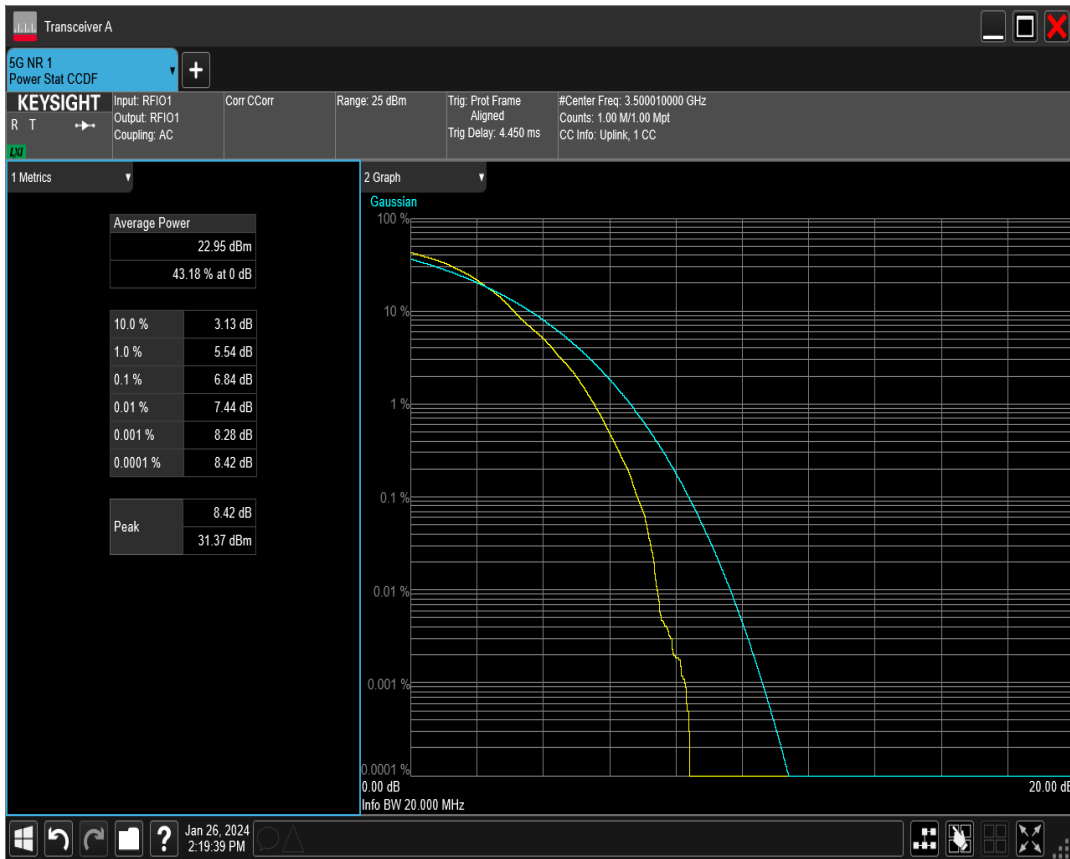 Transceiver A
5G NR 1
Power Stat CCDF
KEYSIGHT
R T
LXI
Input: RFIO1
Output: RFIO1
Coupling: AC
Corr CCorr
Range: 25 dBm
Trig: Prot Frame
Aligned
Trig Delay: 4.450 ms
#Center Freq: 3.500010000 GHz
Counts: 1.00 M/1.00 Mpt
CC Info: Uplink, 1 CC
1 Metrics
Average Power
22.95 dBm
43.18 % at 0 dB
10.0 % 3.13 dB
1.0 % 5.54 dB
0.1 % 6.84 dB
0.01 % 7.44 dB
0.001 % 8.28 dB
0.0001 % 8.42 dB
Peak
8.42 dB
31.37 dBm
2 Graph
Gaussian
100 %
10 %
1 %
0.1 %
0.01 %
0.001 %
0.0001 %
0.00 dB 20.00 dB
Info BW 20.000 MHz
?
Jan 26, 2024
2:19:39 PM